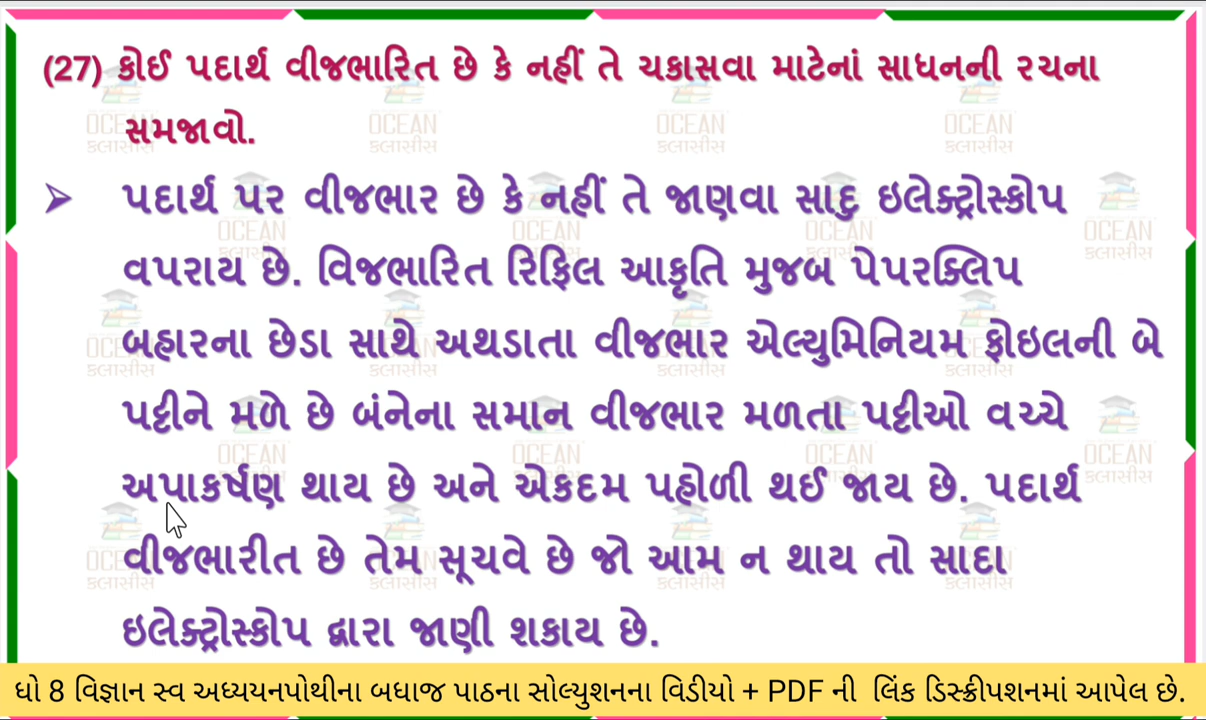 (27) કોઈ પદાર્થ વીજભારિત છે કે નહીં તે ચકાસવા માટેનાં સાધનની રચના
સમજાવો.
➢ પદાર્થ પર વીજભાર છે કે નહીં તે જાણવા સાદુ ઇલેક્ટ્રોસ્કોપ
વપરાય છે. વિજભારિત રિફિલ આકૃતિ મુજબ પેપરક્લિપ
બહારના છેડા સાથે અથડાતા વીજભાર એલ્યુમિનિયમ ફોઇલની બે
પટ્ટીને મળે છે બંનેના સમાન વીજભાર મળતા પટ્ટીઓ વચ્ચે
અપાકર્ષણ થાય છે અને એકદમ પહોળી થઈ જાય છે. પદાર્થ
વીજભારીત છે તેમ સૂચવે છે જો આમ ન થાય તો સાદા
ઇલેક્ટ્રોસ્કોપ દ્વારા જાણી શકાય છે.
ધો 8 વિજ્ઞાન સ્વ અધ્યયનપોથીના બધાજ પાઠના સોલ્યુશનના વિડીયો + PDF ની લિંક ડિસ્ક્રીપશનમાં આપેલ છે.
OCEAN
ક્લાસીસ